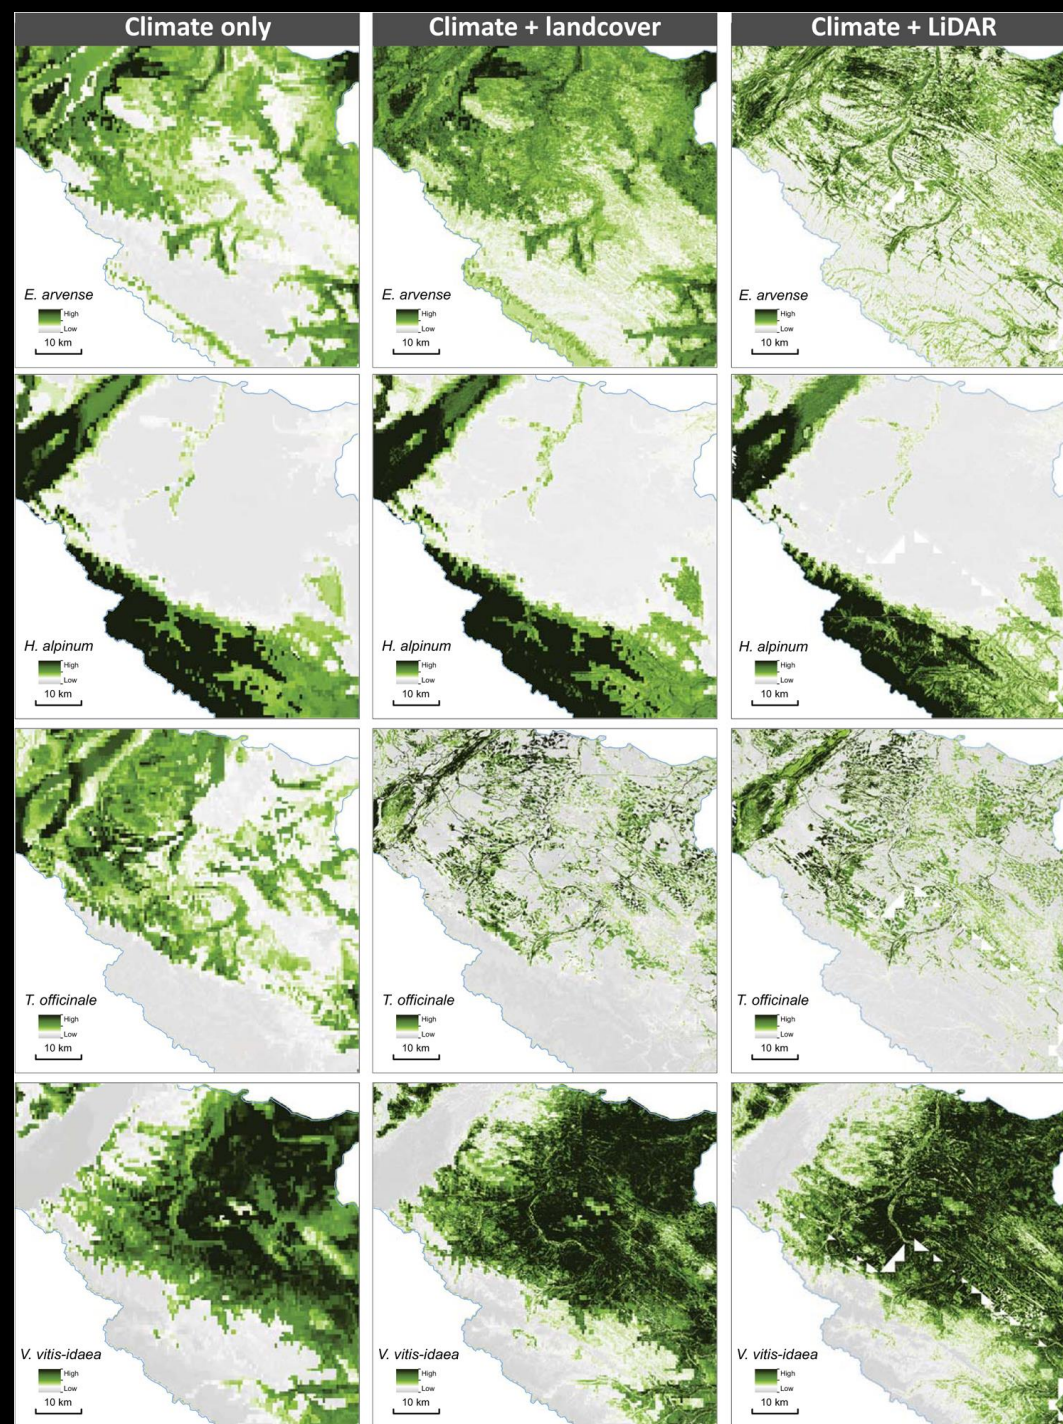 Climate only
Climate + landcover
Climate + LiDAR
E. arvense
High
Low
10 km
E. arvense
High
Low
10 km
E. arvense
High
Low
10 km
H. alpinum
High
Low
10 km
H. alpinum
High
Low
10 km
H. alpinum
High
Low
10 km
T. officinale
High
Low
10 km
T. officinale
High
Low
10 km
T. officinale
High
Low
10 km
V. vitis-idaea
High
Low
10 km
V. vitis-idaea
High
Low
10 km
V. vitis-idaea
High
Low
10 km